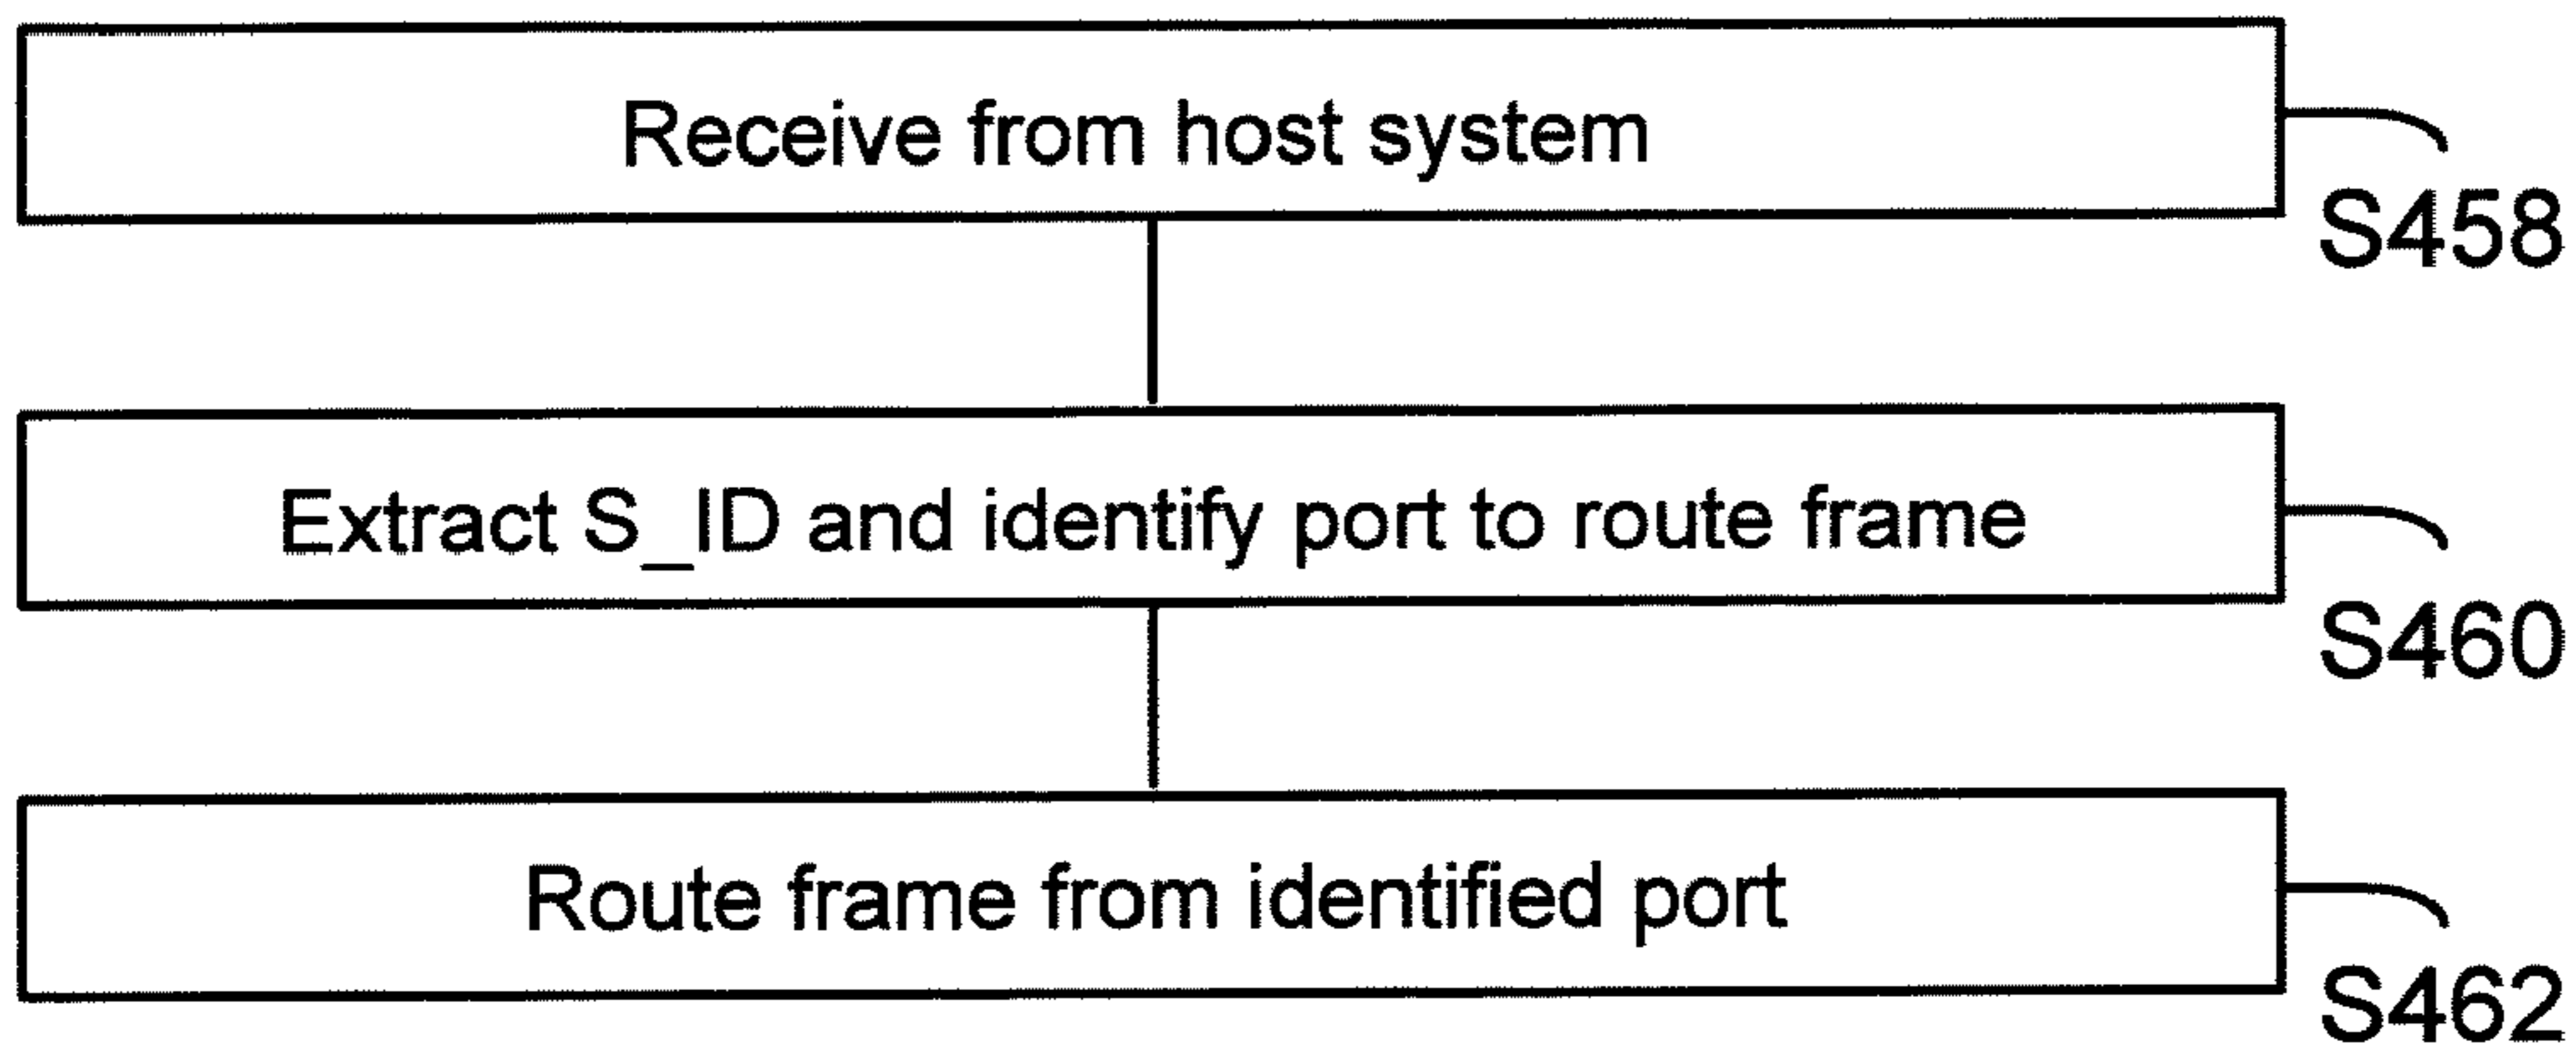 Receive from host system
S458
Extract S_ID and identify port to route frame
S460
Route frame from identified port
S462